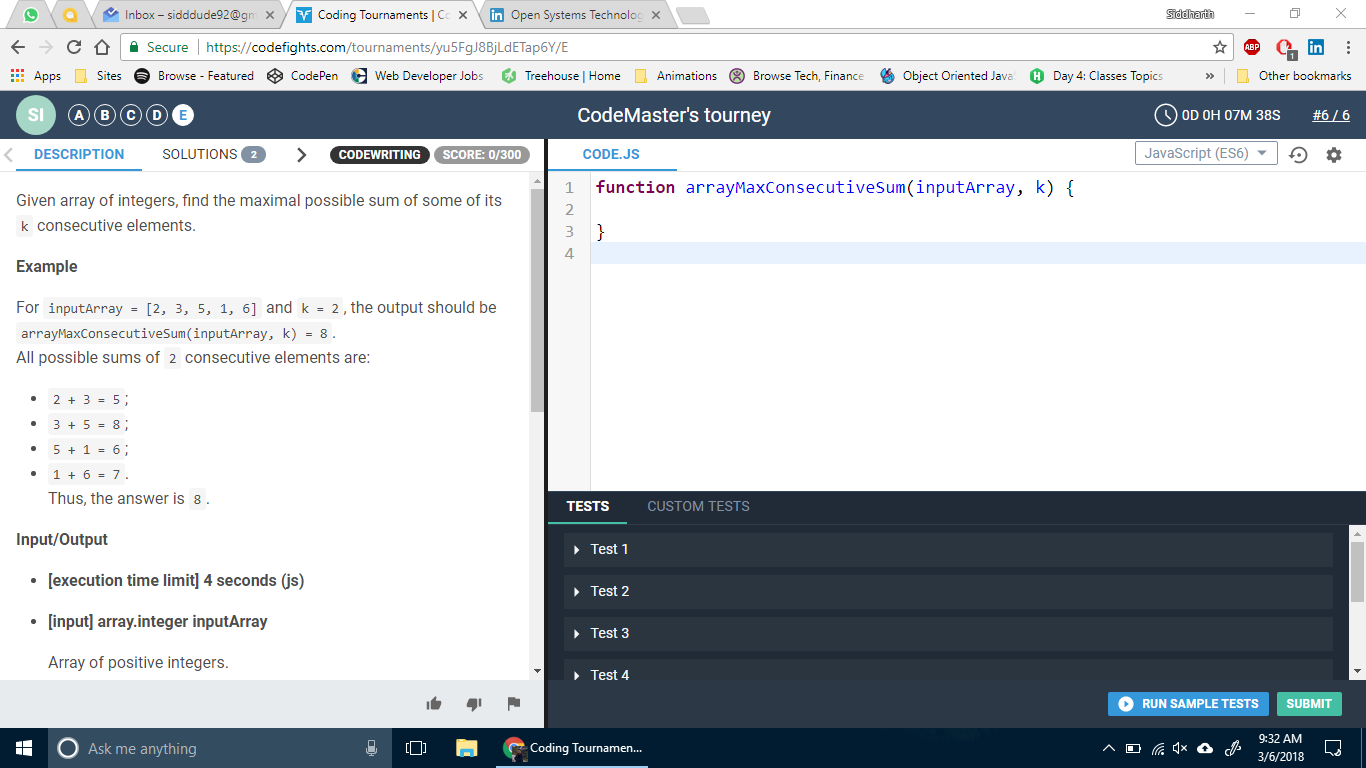 Inbox – sidddude92@gm
Coding Tournaments | Co
Open Systems Technolog
Siddharth
Secure
https://codefights.com/tournaments/yu5FgJ8BjLdETap6Y/E
ABP
1
Apps
Sites
Browse - Featured
CodePen
Web Developer Jobs
Treehouse | Home
Animations
Browse Tech, Finance
Object Oriented Java
Day 4: Classes Topics
»
Other bookmarks
SI
A B C D E
CodeMaster's tourney
0D 0H 07M 38S
#6 / 6
DESCRIPTION
SOLUTIONS 2
CODEWRITING
SCORE: 0/300
CODE.JS
JavaScript (ES6)
Given array of integers, find the maximal possible sum of some of its
k consecutive elements.
Example
For inputArray = [2, 3, 5, 1, 6] and k = 2, the output should be
arrayMaxConsecutiveSum(inputArray, k) = 8.
All possible sums of 2 consecutive elements are:
• 2 + 3 = 5;
• 3 + 5 = 8;
• 5 + 1 = 6;
• 1 + 6 = 7.
Thus, the answer is 8.
Input/Output
• [execution time limit] 4 seconds (js)
• [input] array.integer inputArray
Array of positive integers.
1 function arrayMaxConsecutiveSum(inputArray, k) {
2
3 }
4
TESTS
CUSTOM TESTS
Test 1
Test 2
Test 3
Test 4
RUN SAMPLE TESTS
SUBMIT
Ask me anything
Coding Tournamen...
9:32 AM
3/6/2018